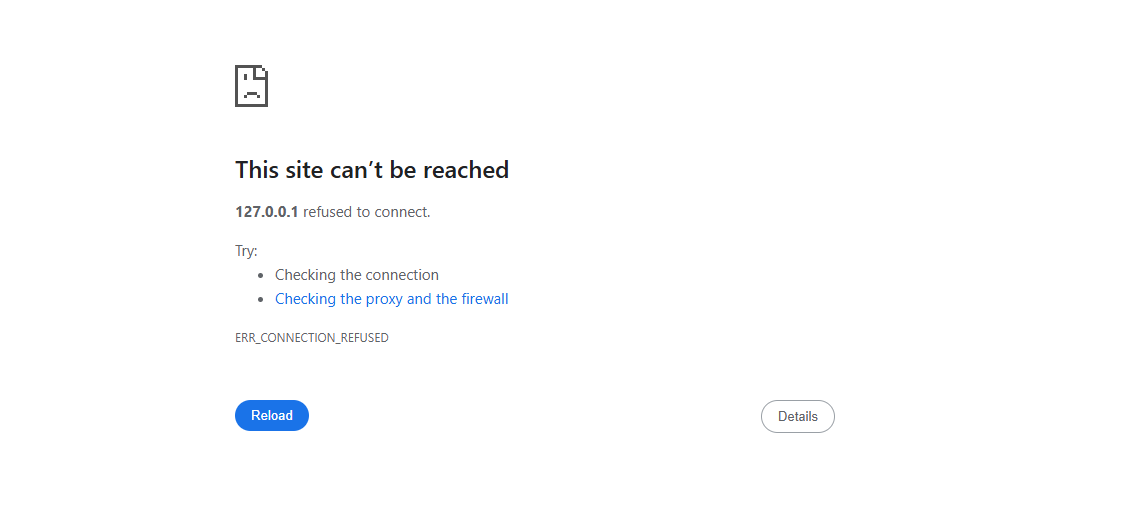 This site can’t be reached
127.0.0.1 refused to connect.
Try:
Checking the connection
Checking the proxy and the firewall
ERR_CONNECTION_REFUSED
Reload
Details